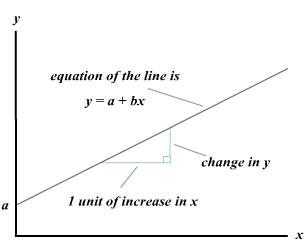 y
equation of the line is
y = a + bx
change in y
a
1 unit of increase in x
x